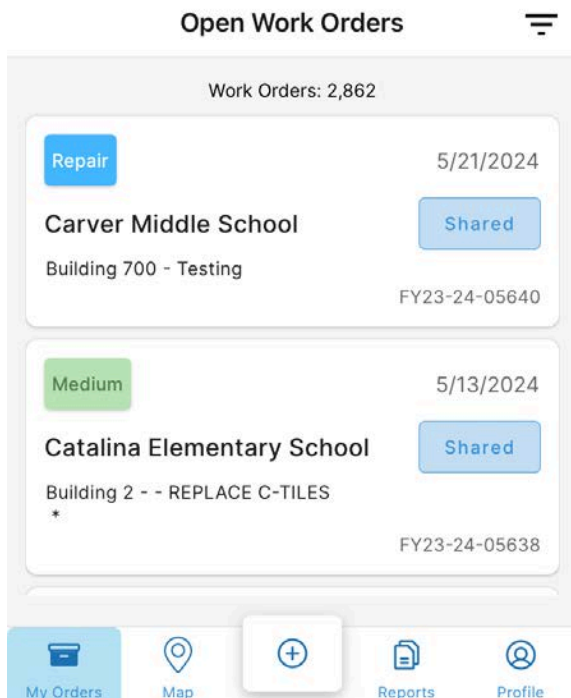 Open Work Orders
Work Orders: 2,862
Repair
5/21/2024
Carver Middle School
Shared
Building 700 - Testing
FY23-24-05640
Medium
5/13/2024
Catalina Elementary School
Shared
Building 2 - - REPLACE C-TILES
*
FY23-24-05638
My Orders
Map
Reports
Profile